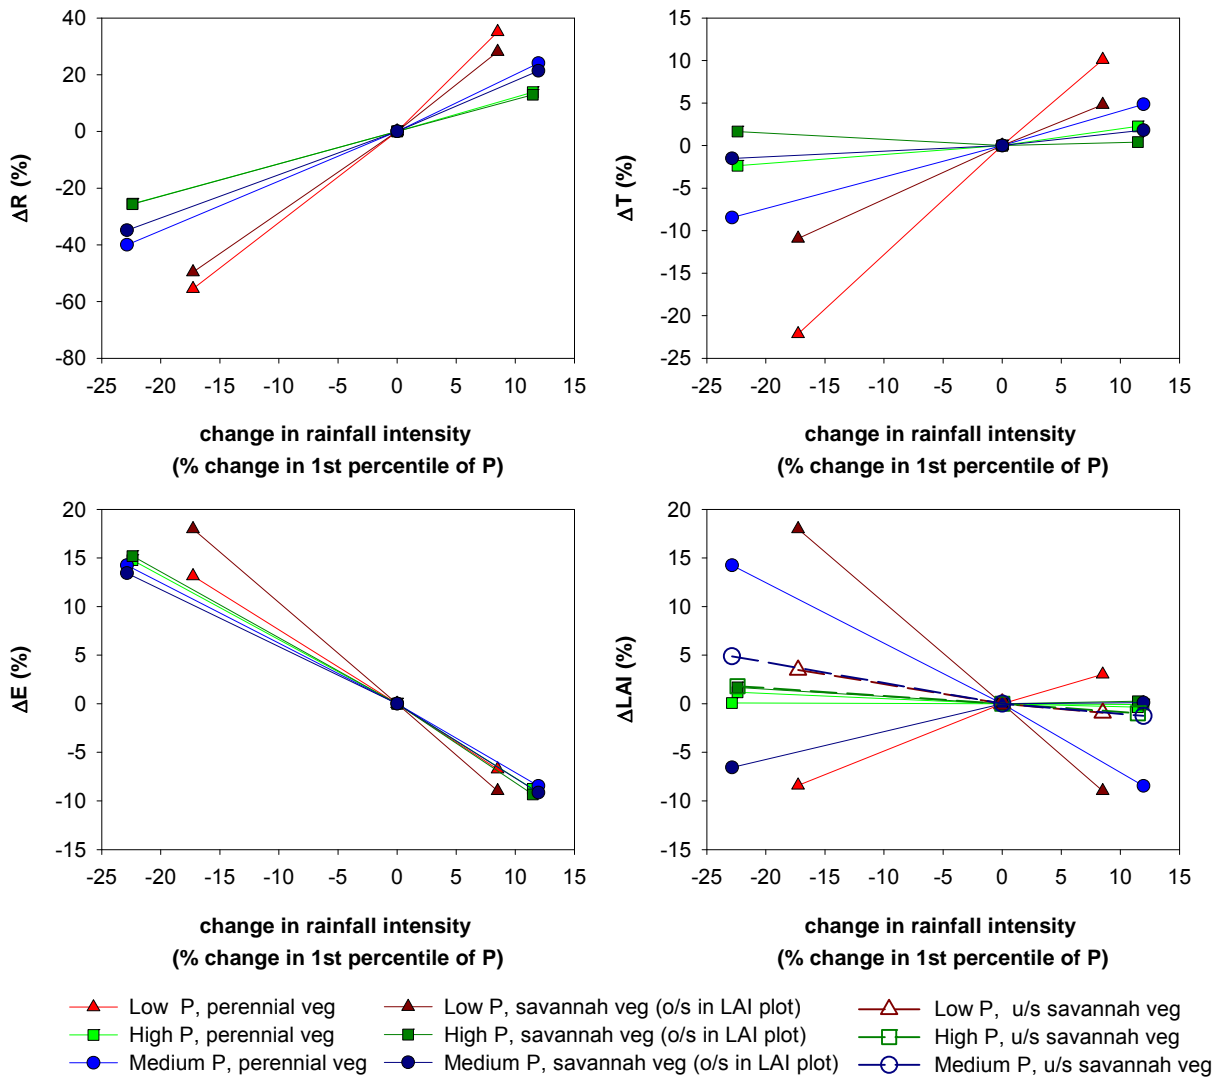 40
20
0
-20
-40
-60
-80
ΔR (%)
-25 -20 -15 -10 -5 0 5 10 15
change in rainfall intensity
(% change in 1st percentile of P)
15
10
5
0
-5
-10
-15
-20
-25
ΔT (%)
-25 -20 -15 -10 -5 0 5 10 15
change in rainfall intensity
(% change in 1st percentile of P)
20
15
10
5
0
-5
-10
-15
ΔE (%)
-25 -20 -15 -10 -5 0 5 10 15
change in rainfall intensity
(% change in 1st percentile of P)
20
15
10
5
0
-5
-10
-15
ΔLAI (%)
-25 -20 -15 -10 -5 0 5 10 15
change in rainfall intensity
(% change in 1st percentile of P)
Low P, perennial veg
High P, perennial veg
Medium P, perennial veg
Low P, savannah veg (o/s in LAI plot)
High P, savannah veg (o/s in LAI plot)
Medium P, savannah veg (o/s in LAI plot)
Low P, u/s savannah veg
High P, u/s savannah veg
Medium P, u/s savannah veg